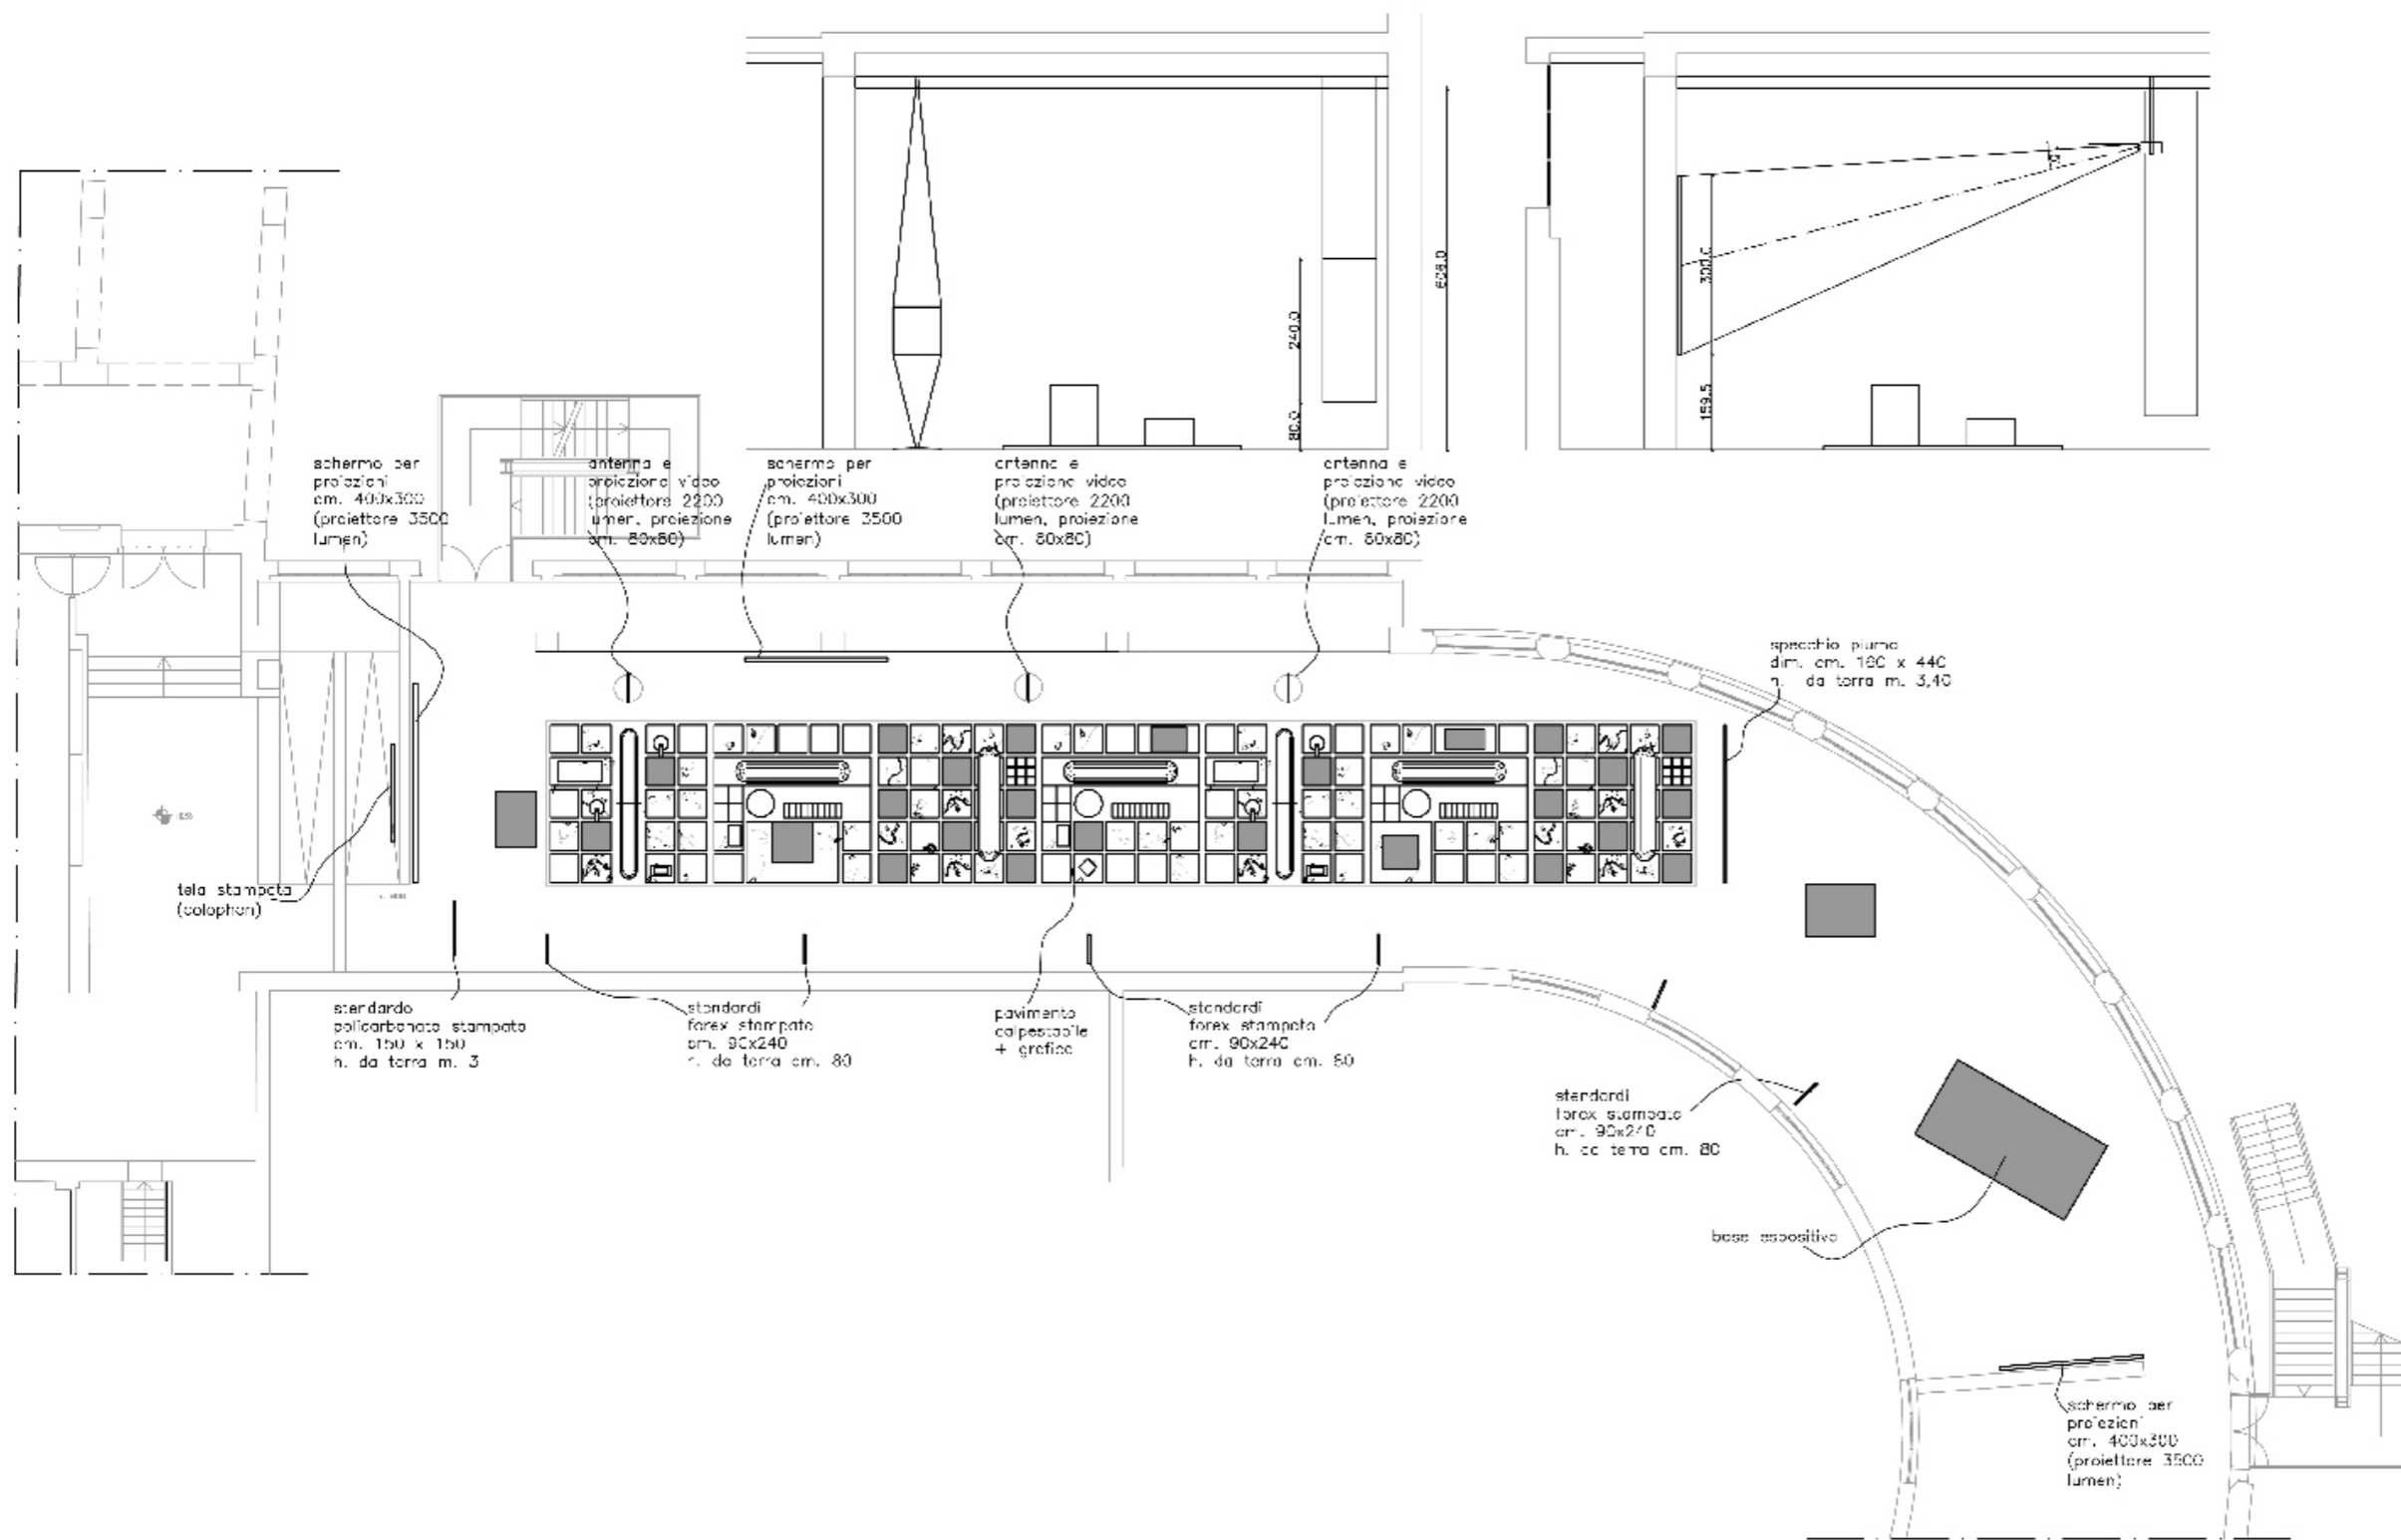 608.0
240.0
80.0
300.0
159.5
schermo per
proiezioni
cm. 400x300
(proiettore 3500
lumen)
antenna e
proiezione video
(proiettore 2200
lumen, proiezione
cm. 80x80)
schermo per
proiezioni
cm. 400x300
(proiettore 3500
lumen)
antenna e
proiezione video
(proiettore 2200
lumen, proiezione
cm. 80x80)
antenna e
proiezione video
(proiettore 2200
lumen, proiezione
cm. 80x80)
specchio piuma
dim. cm. 160 x 440
h. da terra m. 3,40
tela stampata
(colophon)
stendardo
policarbonato stampato
cm. 150 x 150
h. da terra m. 3
stendardi
forex stampato
cm. 90x240
h. da terra cm. 80
pavimento
calpestabile
+ grafica
stendardi
forex stampato
cm. 90x240
h. da terra cm. 80
stendardi
forex stampato
cm. 90x240
h. da terra cm. 80
base espositiva
schermo per
proiezioni
cm. 400x300
(proiettore 3500
lumen)